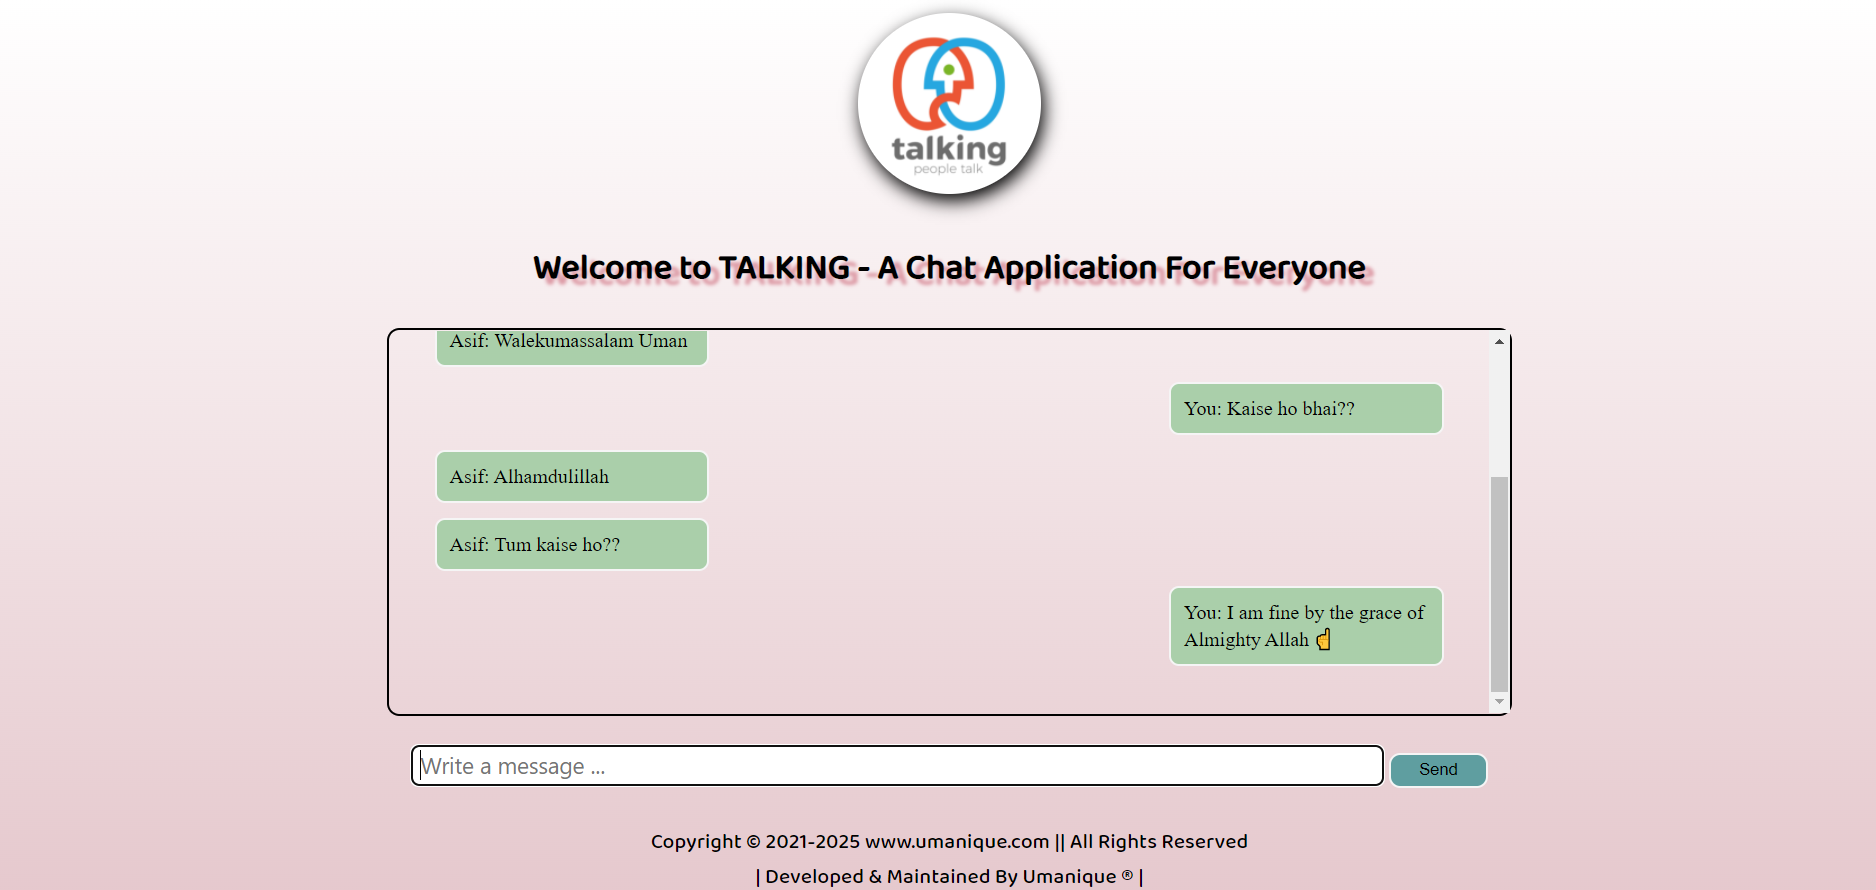 talking
people talk
Welcome to TALKING - A Chat Application For Everyone
Asif: Walekumassalam Uman
You: Kaise ho bhai??
Asif: Alhamdulillah
Asif: Tum kaise ho??
You: I am fine by the grace of
Almighty Allah ☝
Write a message ...
Send
Copyright © 2021-2025 www.umanique.com || All Rights Reserved
| Developed & Maintained By Umanique ® |